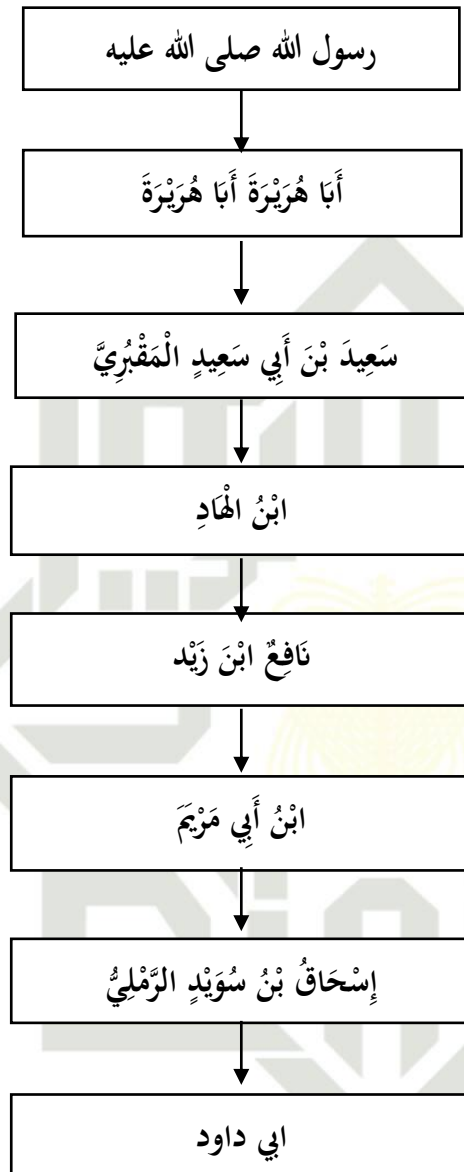 رسول الله صلى الله عليه
أَبَا هُرَيْرَةَ أَبَا هُرَيْرَةَ
سَعِيدَ بْنَ أَبِي سَعِيدٍ الْمَقْبُرِيَّ
ابْنُ الْهَادِ
نَافِعٌ ابْنَ زَيْد
ابْنُ أَبِي مَرْيَمَ
إِسْحَاقُ بْنُ سُوَيْدٍ الرَّمْلِيُّ
ابي داود